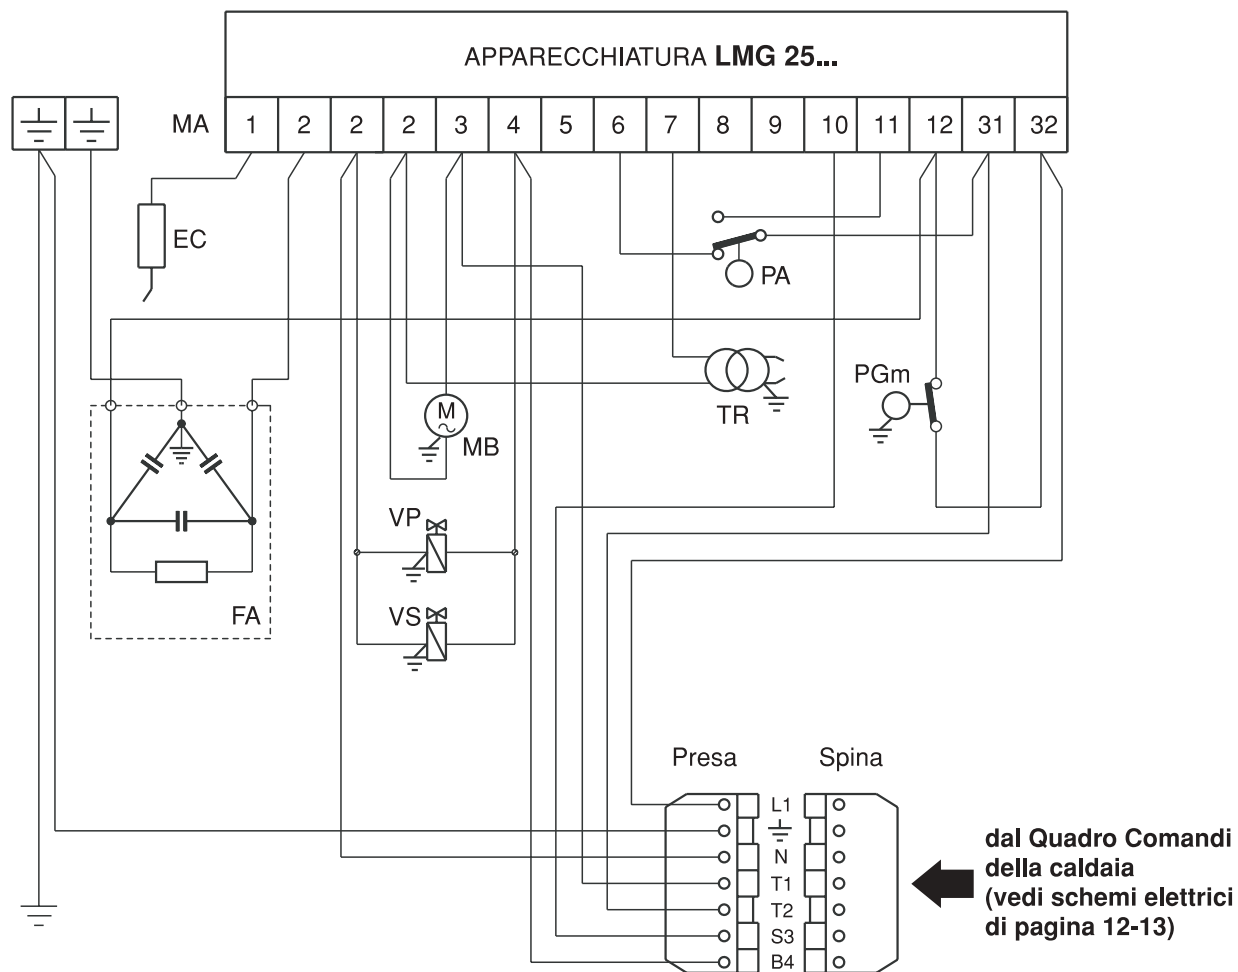 APPARECCHIATURA LMG 25...
MA 1 2 2 2 3 4 5 6 7 8 9 10 11 12 31 32
EC
PA
PGm
TR
M
MB
VP
VS
FA
Presa
Spina
L1
N
T1
T2
S3
B4
dal Quadro Comandi
della caldaia
(vedi schemi elettrici
di pagina 12-13)